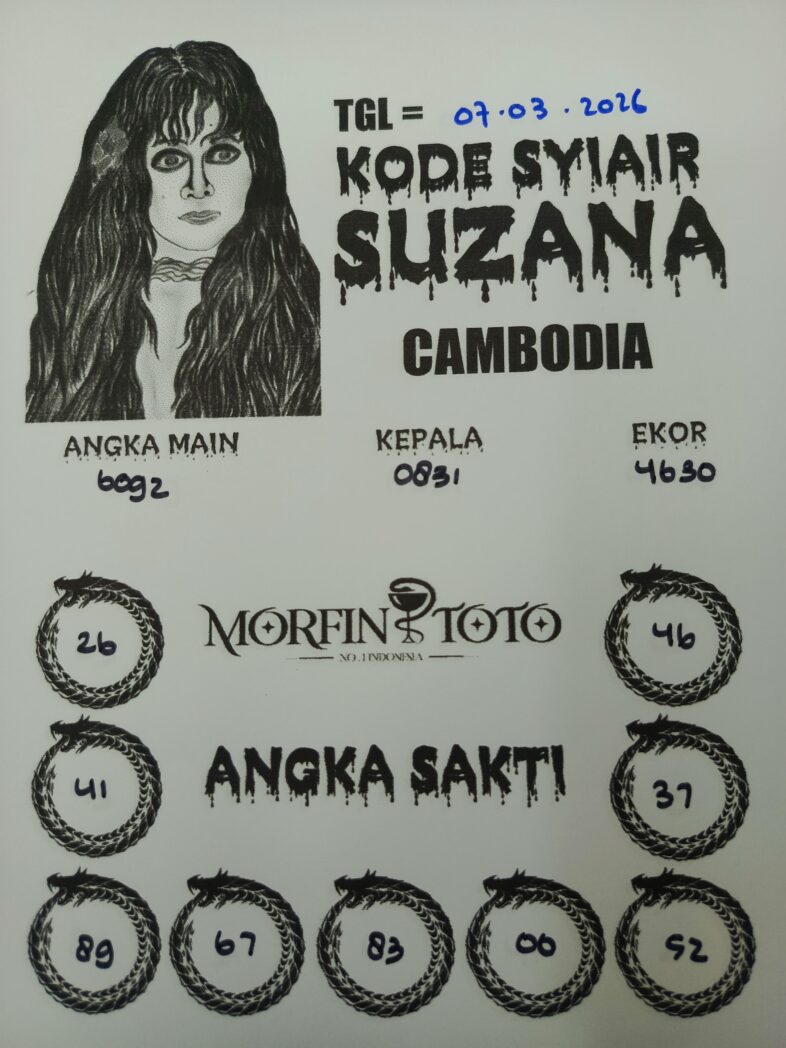 TGL = 07.03.2026
KODE SYIAIR
SUZANA
CAMBODIA
ANGKA MAIN KEPALA EKOR
6092 0831 4630
26 MORFIN TOTO 46
NO.1 INDONESIA
41 ANGKA SAKTI 37
89 67 83 00 52